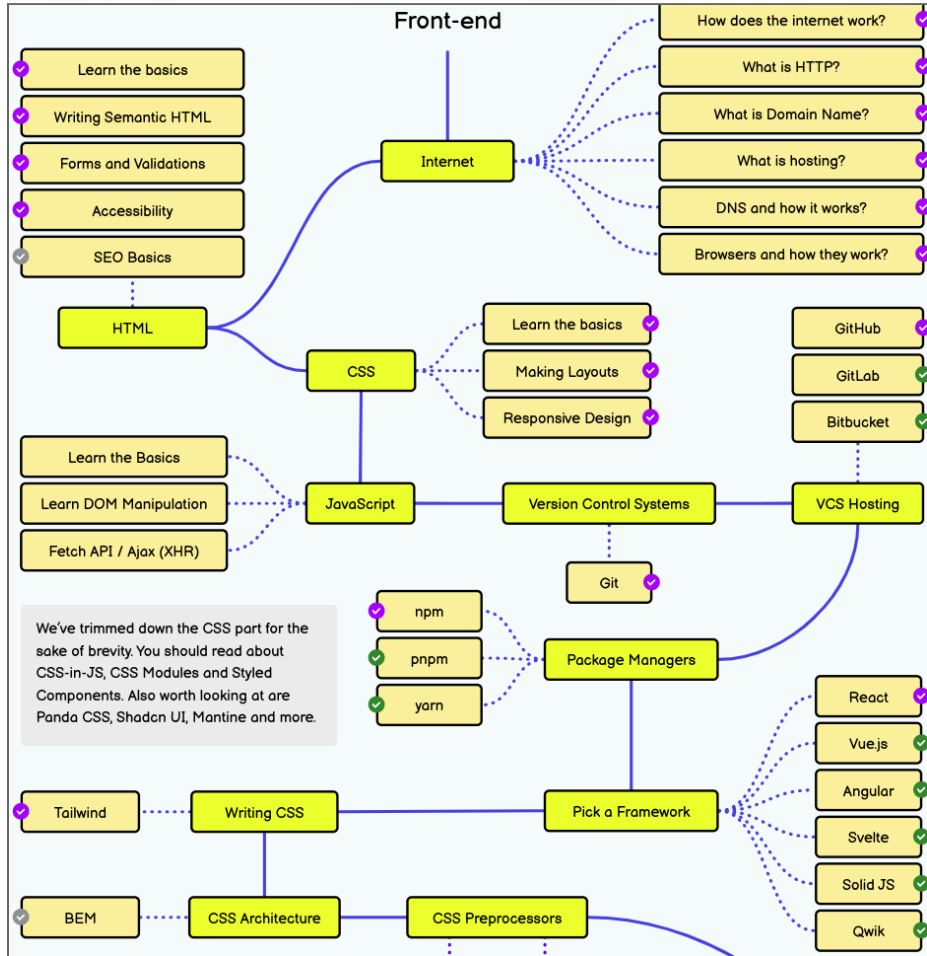 Front-end
How does the internet work?
Learn the basics
What is HTTP?
Writing Semantic HTML
What is Domain Name?
Forms and Validations
Internet
What is hosting?
Accessibility
DNS and how it works?
SEO Basics
Browsers and how they work?
HTML
Learn the basics
GitHub
CSS
Making Layouts
GitLab
Responsive Design
Bitbucket
Learn the Basics
Learn DOM Manipulation
JavaScript
Version Control Systems
VCS Hosting
Fetch API / Ajax (XHR)
Git
We've trimmed down the CSS part for the
sake of brevity. You should read about
CSS-in-JS, CSS Modules and Styled
Components. Also worth looking at are
Panda CSS, Shadcn UI, Mantine and more.
npm
pnpm
Package Managers
yarn
React
Vue.js
Angular
Tailwind
Writing CSS
Pick a Framework
Svelte
Solid JS
BEM
CSS Architecture
CSS Preprocessors
Qwik